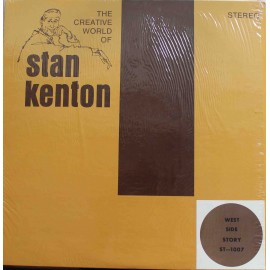 THE
CREATIVE
WORLD
OF
stan
kenton
STEREO
WEST
SIDE
STORY
ST-1007